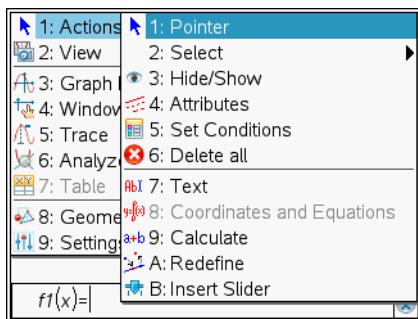 1: Actions
2: View
3: Graph
4: Window
5: Trace
6: Analyz
7: Table
8: Geome
9: Setting
1: Pointer
2: Select
3: Hide/Show
4: Attributes
5: Set Conditions
6: Delete all
7: Text
8: Coordinates and Equations
9: Calculate
A: Redefine
B: Insert Slider
f1(x)=